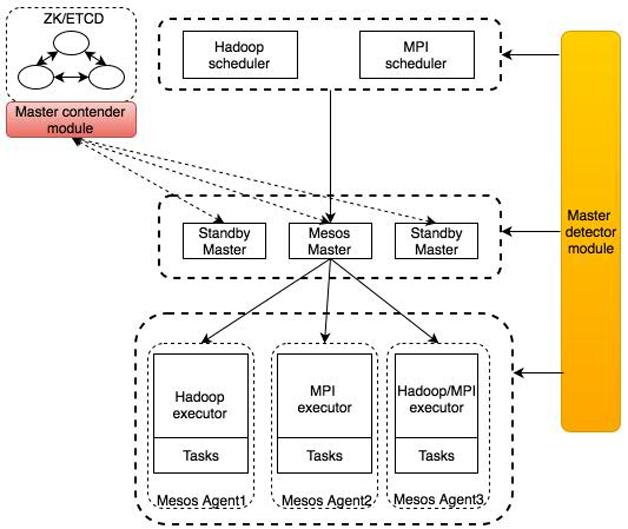 ZK/ETCD
Master contender
module
Hadoop
scheduler
MPI
scheduler
Standby
Master
Mesos
Master
Standby
Master
Master
detector
module
Hadoop
executor
Tasks
Mesos Agent1
MPI
executor
Tasks
Mesos Agent2
Hadoop/MPI
executor
Tasks
Mesos Agent3